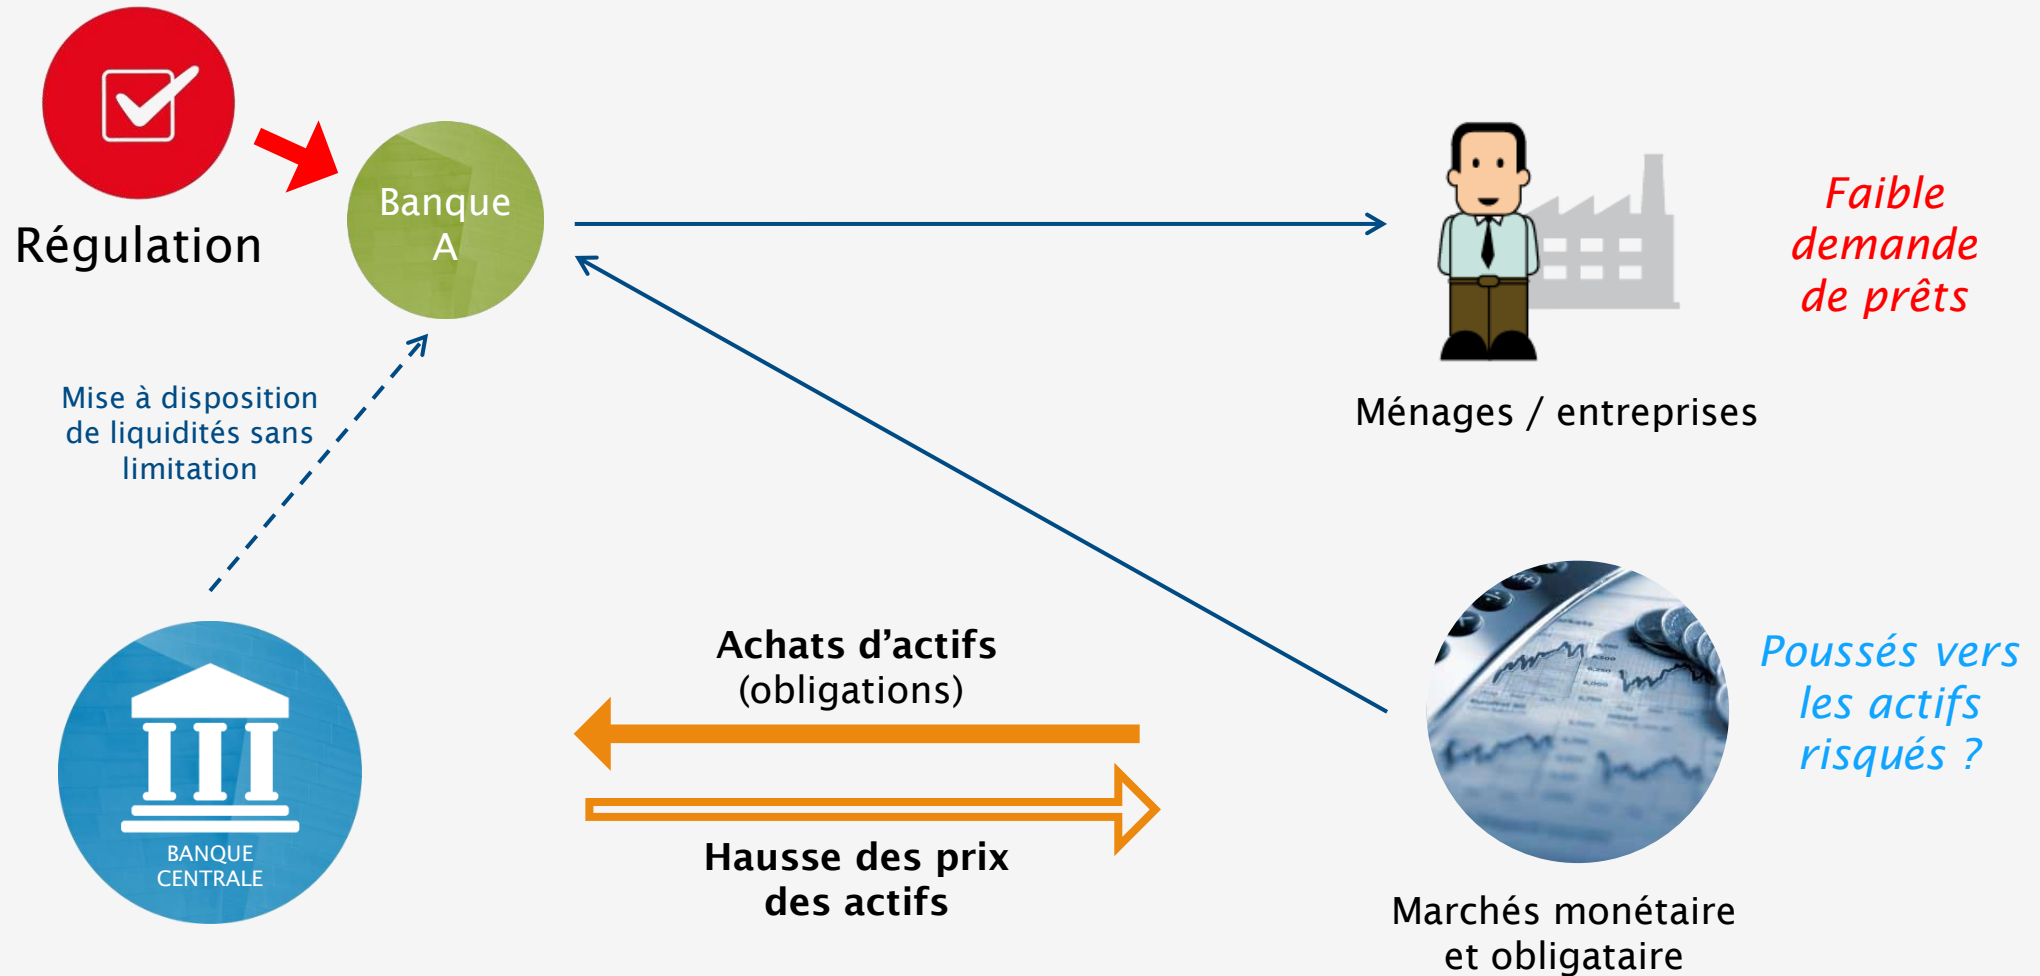 Régulation
Banque
A
Faible
demande
de prêts
Ménages / entreprises
Mise à disposition
de liquidités sans
limitation
Achats d’actifs
(obligations)
Hausse des prix
des actifs
BANQUE
CENTRALE
Poussés vers
les actifs
risqués ?
Marchés monétaire
et obligataire